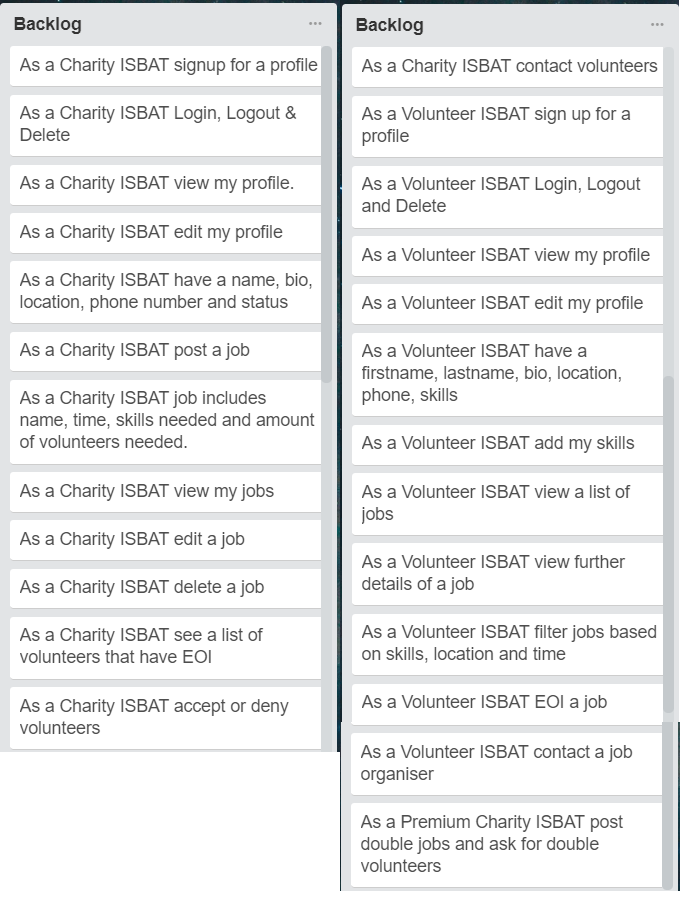 Backlog
As a Charity ISBAT signup for a profile
As a Charity ISBAT Login, Logout &
Delete
As a Charity ISBAT view my profile.
As a Charity ISBAT edit my profile
As a Charity ISBAT have a name, bio,
location, phone number and status
As a Charity ISBAT post a job
As a Charity ISBAT job includes
name, time, skills needed and amount
of volunteers needed.
As a Charity ISBAT view my jobs
As a Charity ISBAT edit a job
As a Charity ISBAT delete a job
As a Charity ISBAT see a list of
volunteers that have EOI
As a Charity ISBAT accept or deny
volunteers
Backlog
As a Charity ISBAT contact volunteers
As a Volunteer ISBAT sign up for a
profile
As a Volunteer ISBAT Login, Logout
and Delete
As a Volunteer ISBAT view my profile
As a Volunteer ISBAT edit my profile
As a Volunteer ISBAT have a
firstname, lastname, bio, location,
phone, skills
As a Volunteer ISBAT add my skills
As a Volunteer ISBAT view a list of
jobs
As a Volunteer ISBAT view further
details of a job
As a Volunteer ISBAT filter jobs based
on skills, location and time
As a Volunteer ISBAT EOI a job
As a Volunteer ISBAT contact a job
organiser
As a Premium Charity ISBAT post
double jobs and ask for double
volunteers